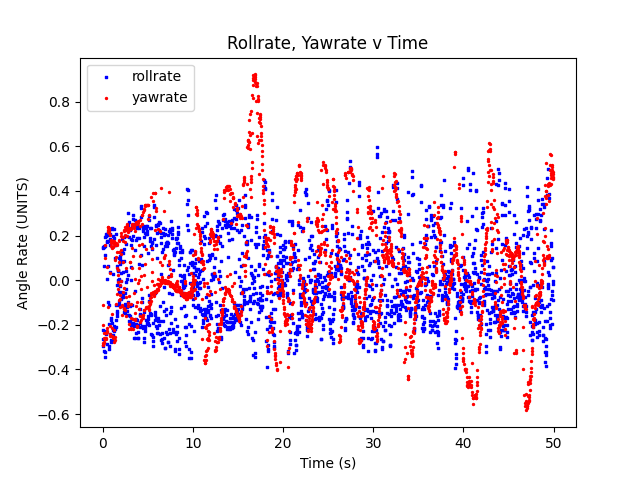 Rollrate, Yawrate v Time
rollrate
yawrate
Angle Rate (UNITS)
0.8
0.6
0.4
0.2
0.0
−0.2
−0.4
−0.6
0 10 20 30 40 50
Time (s)